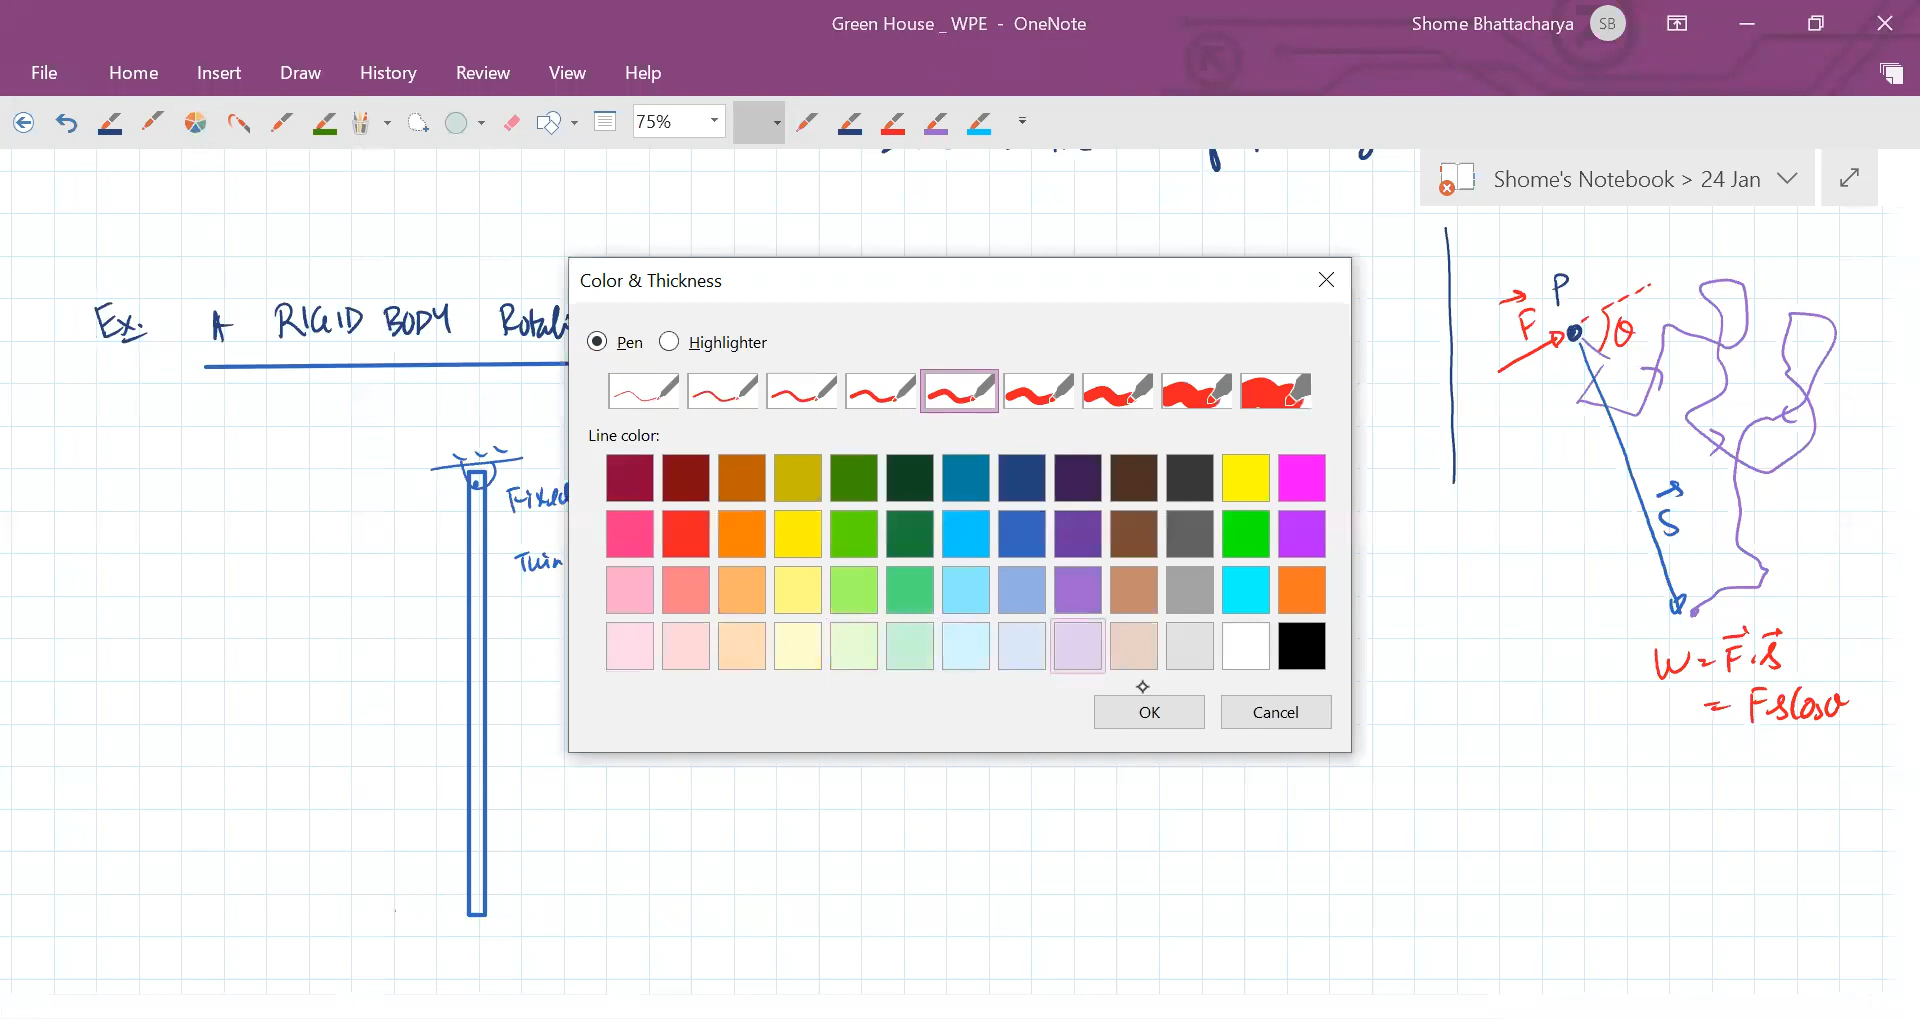 Green House _ WPE - OneNote
Shome Bhattacharya SB
File Home Insert Draw History Review View Help
75%
Shome's Notebook > 24 Jan
Ex: A RIGID BODY
Color & Thickness
Pen Highlighter
Line color:
OK Cancel
Fixed
P
F
θ
S
W = F.s
= Fscosθ